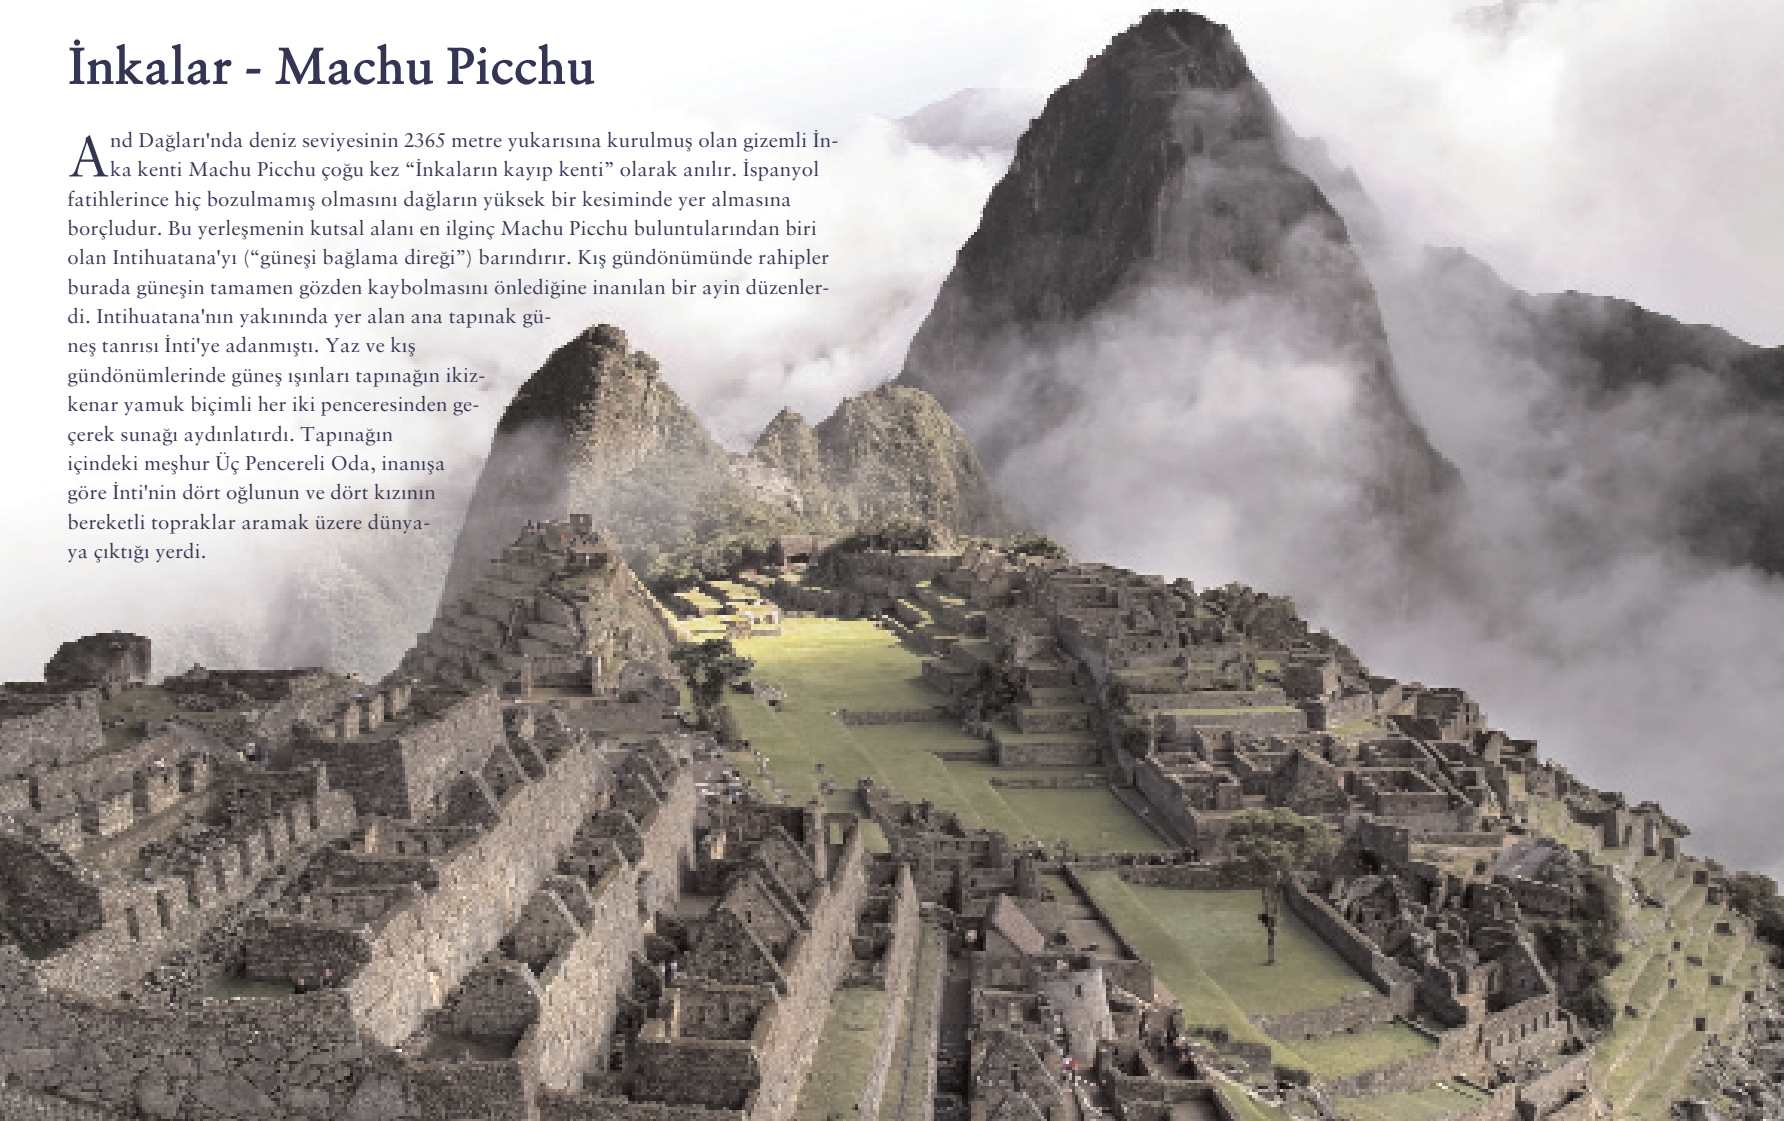 İnkalar - Machu Picchu
And Dağları'nda deniz seviyesinin 2365 metre yukarısına kurulmuş olan gizemli İn-
ka kenti Machu Picchu çoğu kez “İnkaların kayıp kenti” olarak anılır. İspanyol
fatihlerince hiç bozulmamış olmasını dağların yüksek bir kesiminde yer almasına
borçludur. Bu yerleşmenin kutsal alanı en ilginç Machu Picchu buluntularından biri
olan Intihuatana'yı (“güneşi bağlama direği”) barındırır. Kış gündönümünde rahipler
burada güneşin tamamen gözden kaybolmasını önlediğine inanılan bir ayin düzenler-
di. Intihuatana'nın yakınında yer alan ana tapınak gü-
neş tanrısı İnti'ye adanmıştı. Yaz ve kış
gündönümlerinde güneş ışınları tapınağın ikiz-
kenar yamuk biçimli her iki penceresinden ge-
çerek sunağı aydınlatırdı. Tapınağın
içindeki meşhur Üç Pencereli Oda, inanışa
göre İnti'nin dört oğlunun ve dört kızının
bereketli topraklar aramak üzere dünya-
ya çıktığı yerdi.